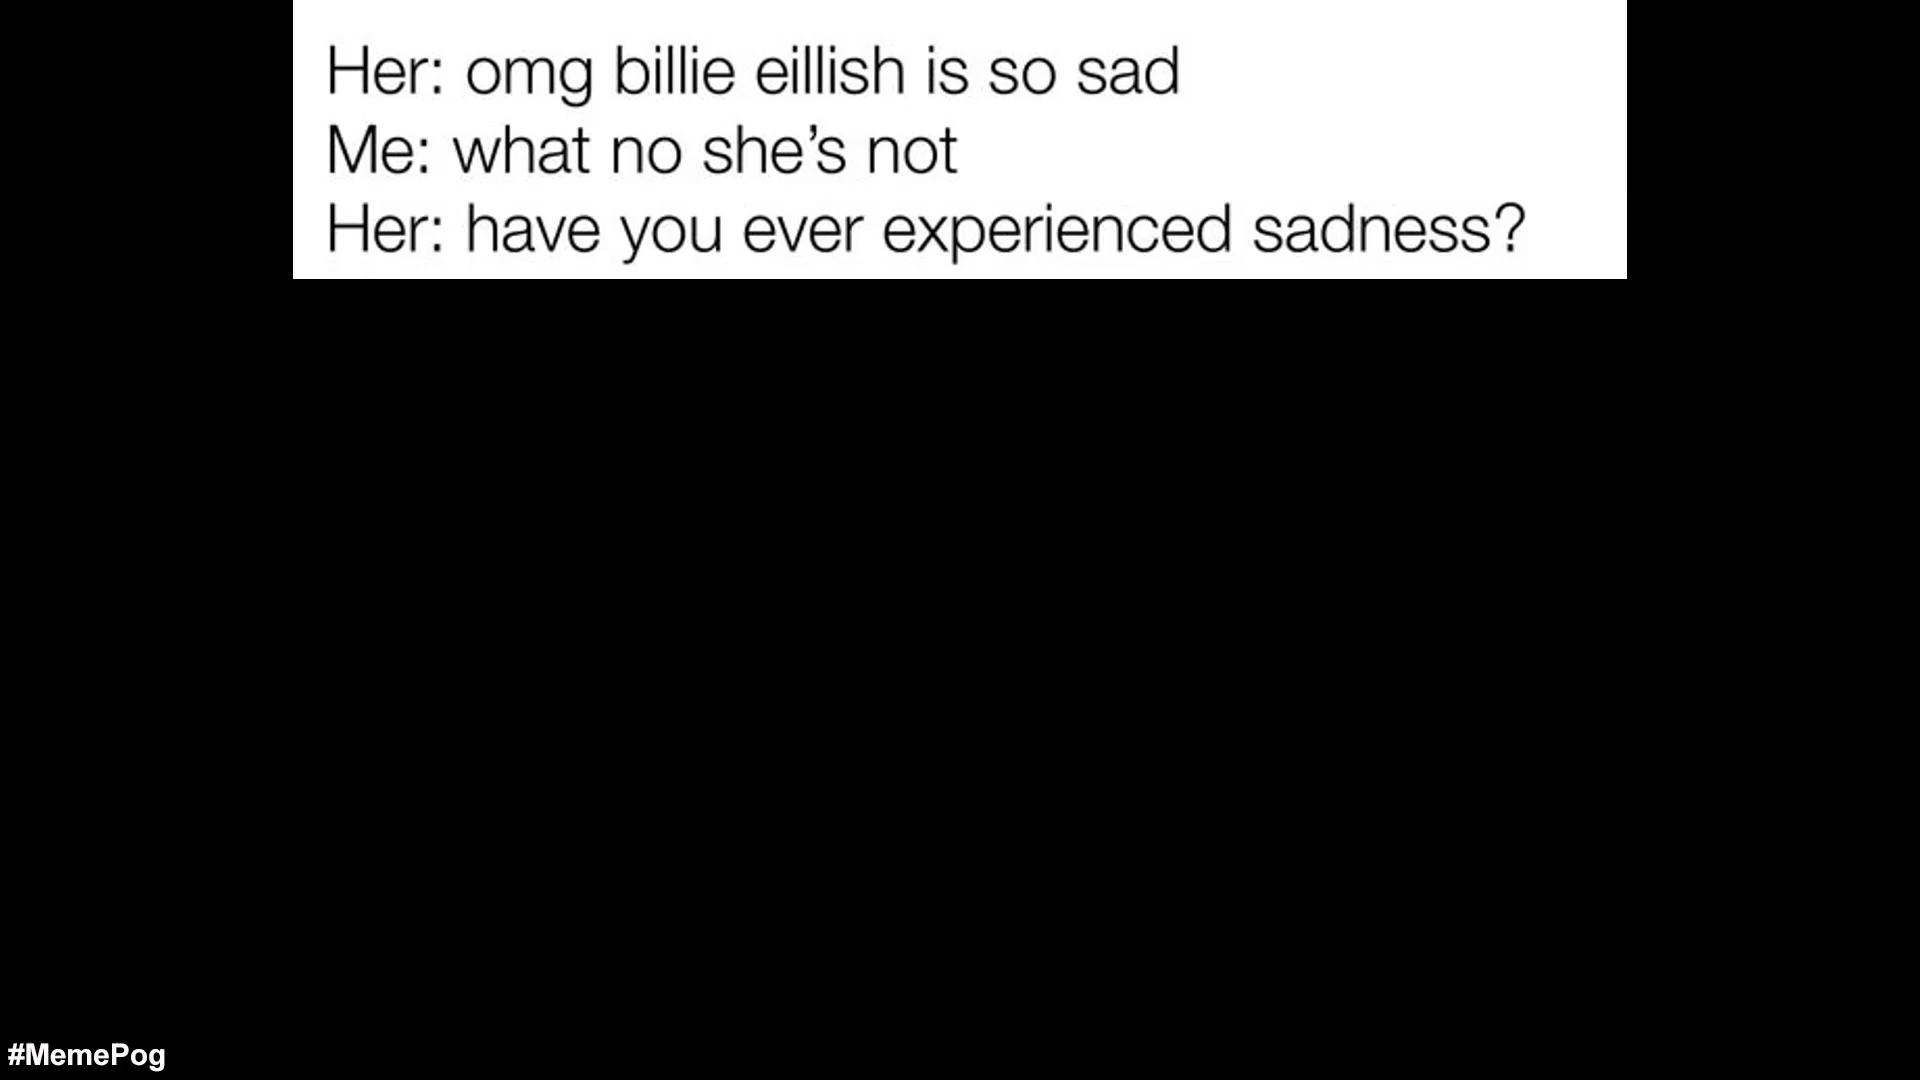 Her: omg billie eillish is so sad
Me: what no she’s not
Her: have you ever experienced sadness?
#MemePog